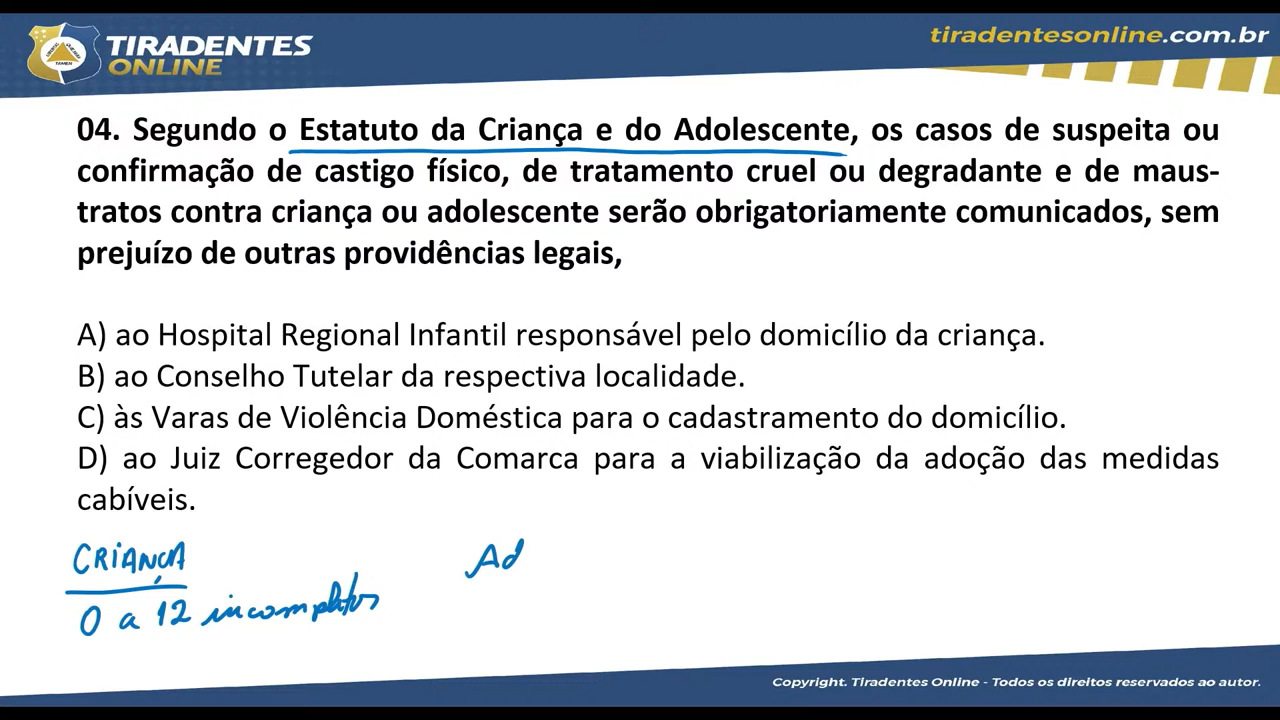 TIRADENTES
ONLINE
tiradentesonline.com.br
04. Segundo o Estatuto da Criança e do Adolescente, os casos de suspeita ou
confirmação de castigo físico, de tratamento cruel ou degradante e de maus-
tratos contra criança ou adolescente serão obrigatoriamente comunicados, sem
prejuízo de outras providências legais,
A) ao Hospital Regional Infantil responsável pelo domicílio da criança.
B) ao Conselho Tutelar da respectiva localidade.
C) às Varas de Violência Doméstica para o cadastramento do domicílio.
D) ao Juiz Corregedor da Comarca para a viabilização da adoção das medidas
cabíveis.
CRIANÇA
Ad
0 a 12 incompletos
Copyright. Tiradentes Online - Todos os direitos reservados ao autor.